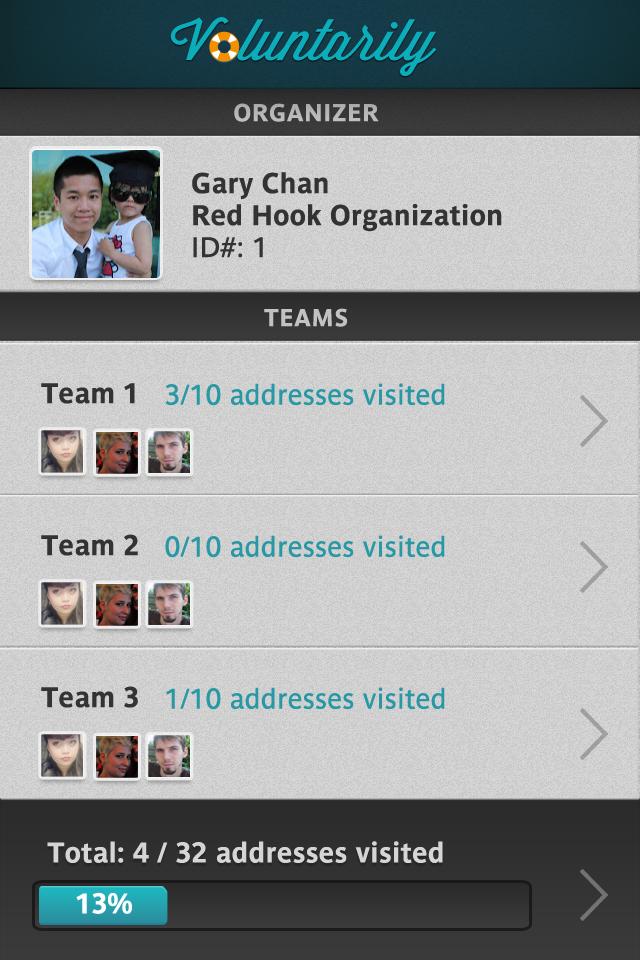 Voluntarily
ORGANIZER
Gary Chan
Red Hook Organization
ID#: 1
TEAMS
Team 1 3/10 addresses visited
Team 2 0/10 addresses visited
Team 3 1/10 addresses visited
Total: 4 / 32 addresses visited
13%